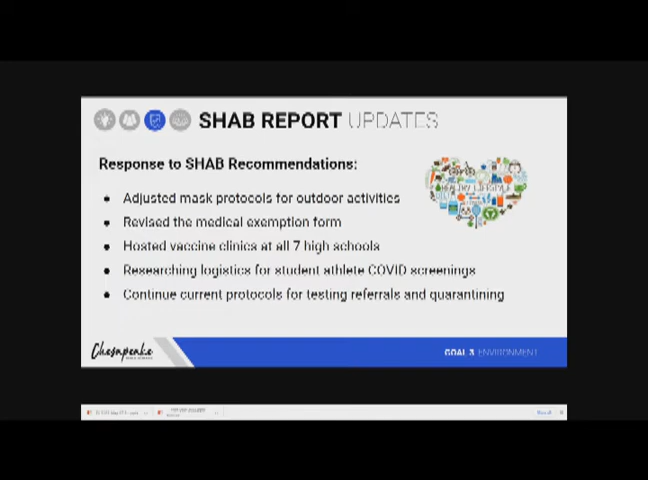 SHAB REPORT UPDATES
Response to SHAB Recommendations:
Adjusted mask protocols for outdoor activities
Revised the medical exemption form
Hosted vaccine clinics at all 7 high schools
Researching logistics for student athlete COVID screenings
Continue current protocols for testing referrals and quarantining
HEALTHY LIFESTYLE
Chesapeake
GOAL 3 ENVIRONMENT